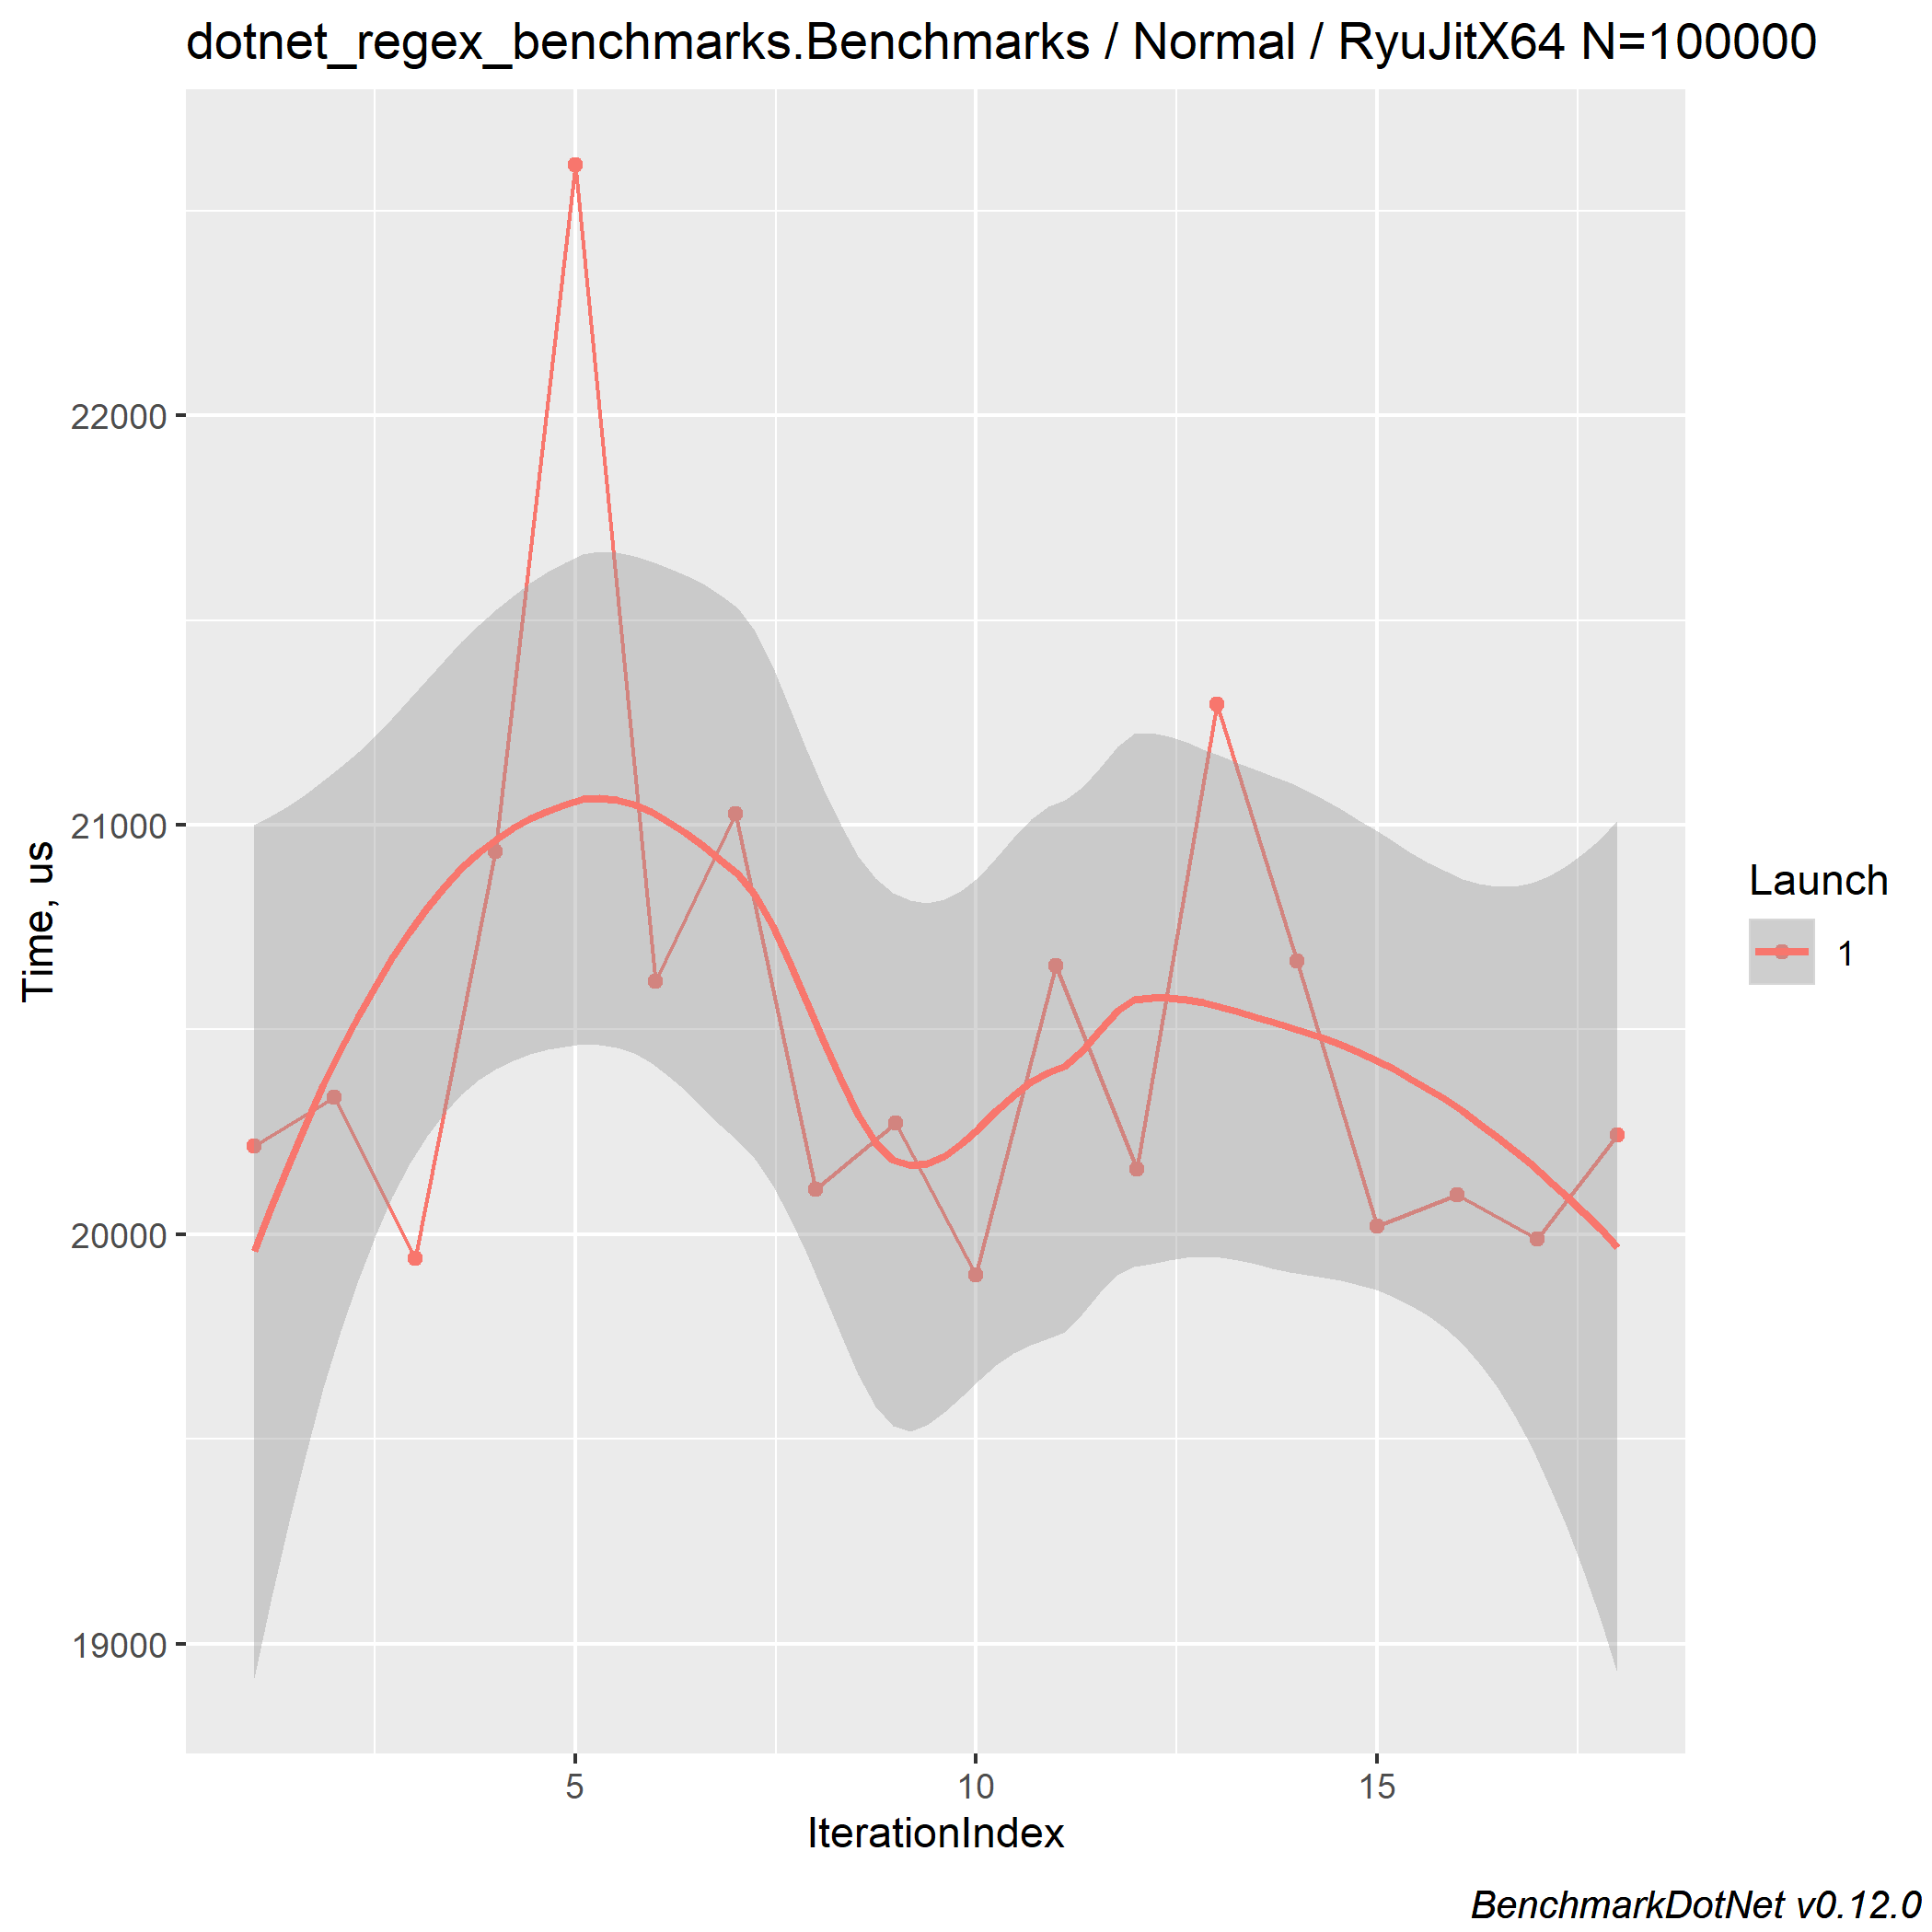 dotnet_regex_benchmarks.Benchmarks / Normal / RyuJitX64 N=100000
22000
21000
20000
19000
Time, us
5
10
15
IterationIndex
Launch
1
BenchmarkDotNet v0.12.0